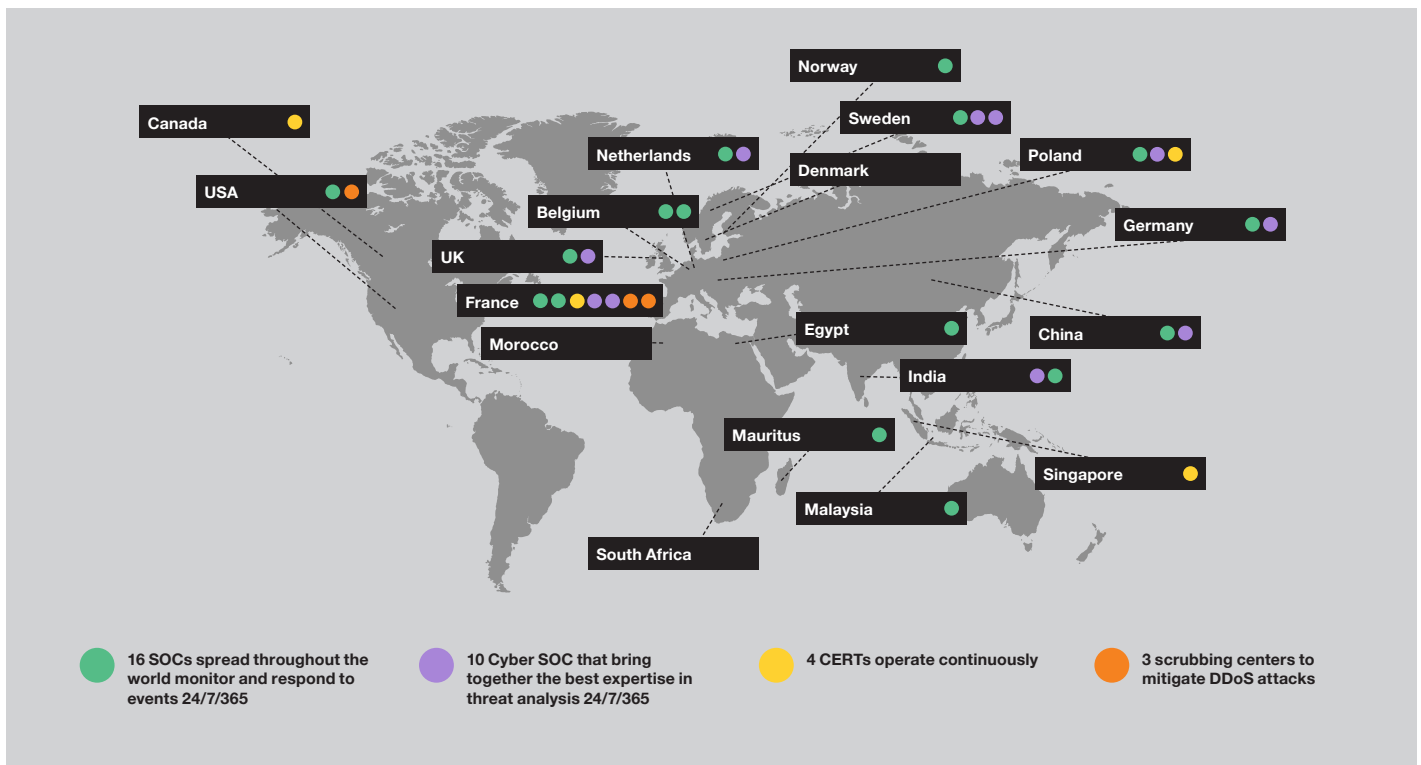 Norway
Canada
Sweden
Netherlands
Poland
Denmark
USA
Belgium
Germany
UK
France
Egypt
China
Morocco
India
Mauritus
Singapore
Malaysia
South Africa
16 SOCs spread throughout the
world monitor and respond to
events 24/7/365
10 Cyber SOC that bring
together the best expertise in
threat analysis 24/7/365
4 CERTs operate continuously
3 scrubbing centers to
mitigate DDoS attacks